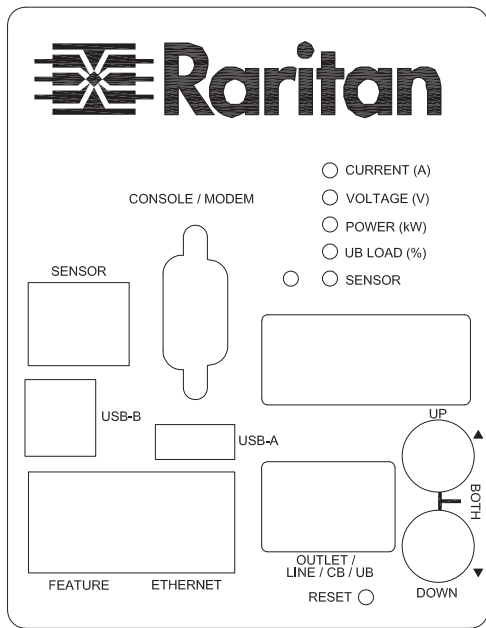 Raritan
CURRENT (A)
VOLTAGE (V)
POWER (kW)
UB LOAD (%)
SENSOR
CONSOLE / MODEM
SENSOR
USB-B
USB-A
UP
BOTH
DOWN
OUTLET /
LINE / CB / UB
RESET
FEATURE
ETHERNET